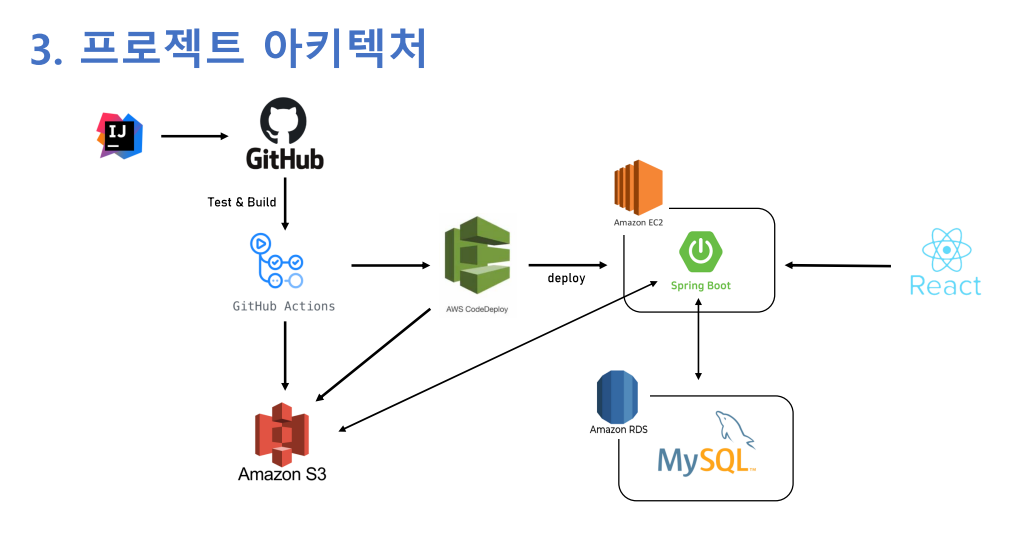 3. 프로젝트 아키텍처
IJ
GitHub
Test & Build
GitHub Actions
AWS CodeDeploy
deploy
Amazon EC2
Spring Boot
React
Amazon S3
Amazon RDS
MySQL